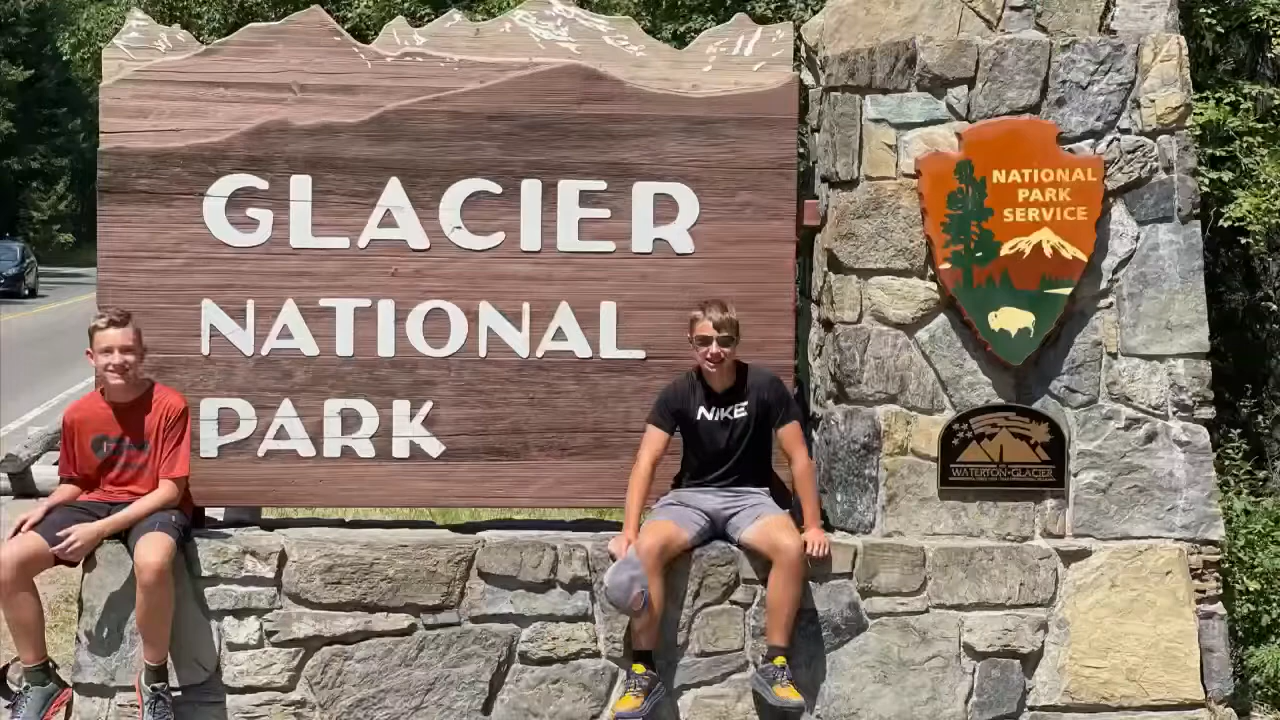 GLACIER
NATIONAL
PARK
NATIONAL
PARK
SERVICE
NIKE
WATERTON-GLACIER